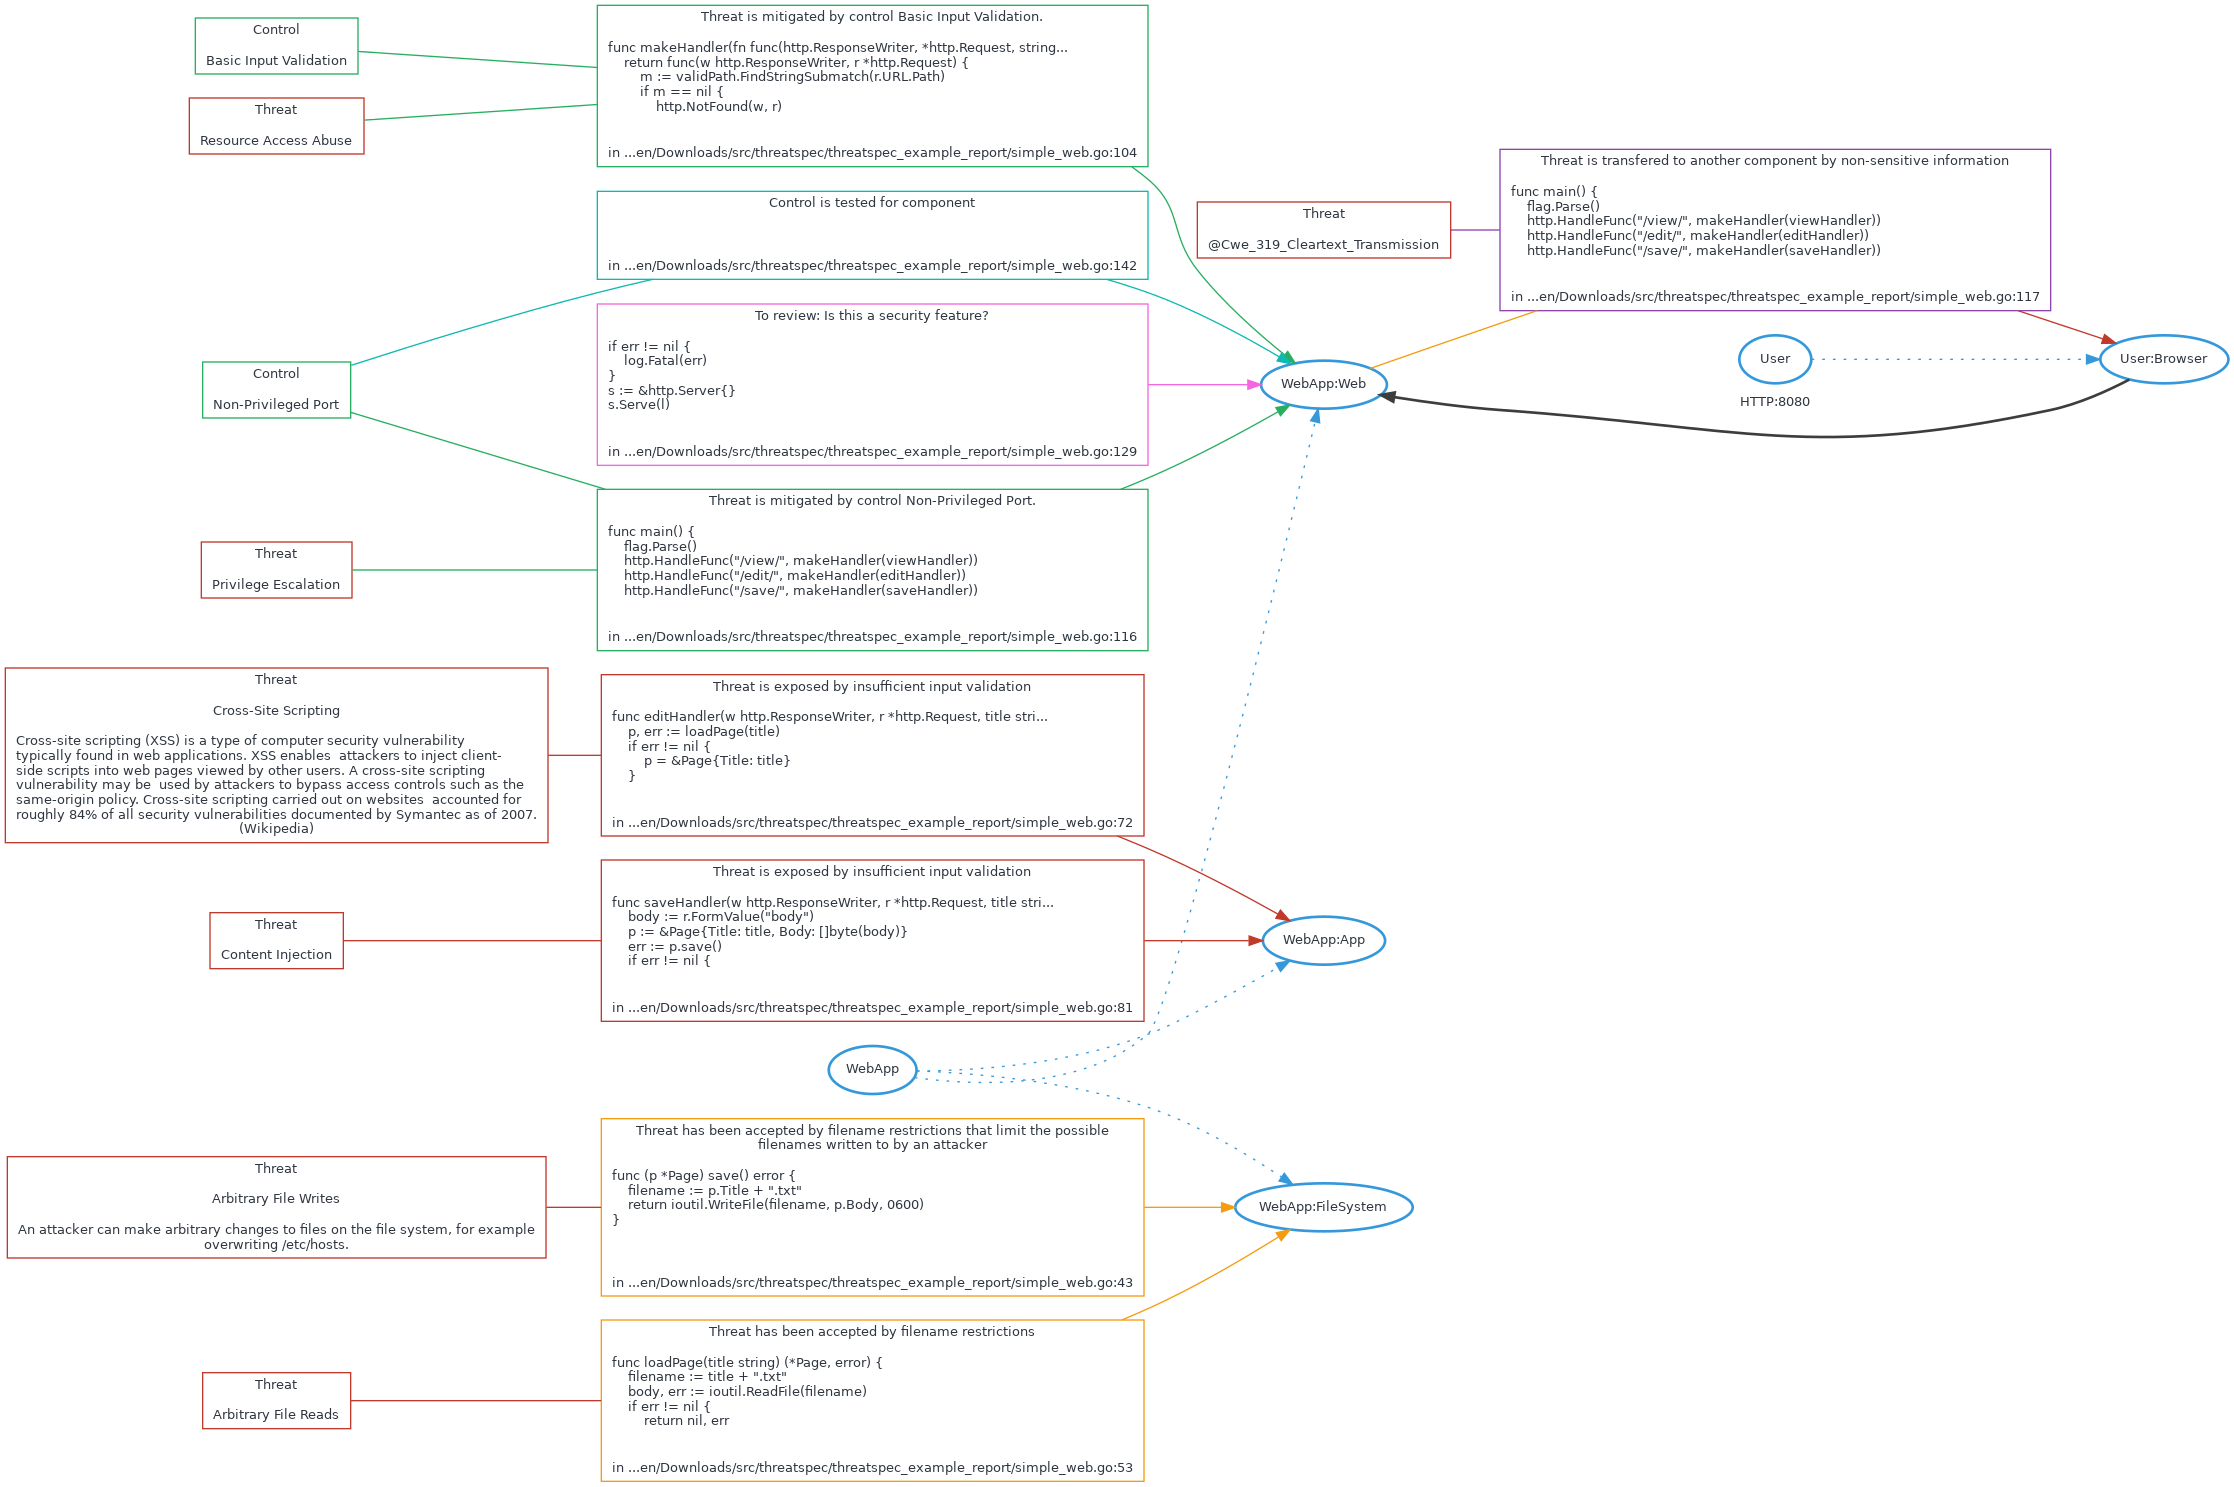 Control
Basic Input Validation
Threat
Resource Access Abuse
Threat is mitigated by control Basic Input Validation.
func makeHandler(fn func(http.ResponseWriter, *http.Request, string...
return func(w http.ResponseWriter, r *http.Request) {
m := validPath.FindStringSubmatch(r.URL.Path)
if m == nil {
http.NotFound(w, r)
in ...en/Downloads/src/threatspec/threatspec_example_report/simple_web.go:104
Control is tested for component
in ...en/Downloads/src/threatspec/threatspec_example_report/simple_web.go:142
Threat
@Cwe_319_Cleartext_Transmission
Threat is transfered to another component by non-sensitive information
func main() {
flag.Parse()
http.HandleFunc("/view/", makeHandler(viewHandler))
http.HandleFunc("/edit/", makeHandler(editHandler))
http.HandleFunc("/save/", makeHandler(saveHandler))
in ...en/Downloads/src/threatspec/threatspec_example_report/simple_web.go:117
Control
Non-Privileged Port
To review: Is this a security feature?
if err != nil {
log.Fatal(err)
}
s := &http.Server{}
s.Serve(l)
in ...en/Downloads/src/threatspec/threatspec_example_report/simple_web.go:129
WebApp:Web
User
User:Browser
HTTP:8080
Threat
Privilege Escalation
Threat is mitigated by control Non-Privileged Port.
func main() {
flag.Parse()
http.HandleFunc("/view/", makeHandler(viewHandler))
http.HandleFunc("/edit/", makeHandler(editHandler))
http.HandleFunc("/save/", makeHandler(saveHandler))
in ...en/Downloads/src/threatspec/threatspec_example_report/simple_web.go:116
Threat
Cross-Site Scripting
Cross-site scripting (XSS) is a type of computer security vulnerability
typically found in web applications. XSS enables  attackers to inject client-
side scripts into web pages viewed by other users. A cross-site scripting
vulnerability may be  used by attackers to bypass access controls such as the
same-origin policy. Cross-site scripting carried out on websites  accounted for
roughly 84% of all security vulnerabilities documented by Symantec as of 2007.
(Wikipedia)
Threat is exposed by insufficient input validation
func editHandler(w http.ResponseWriter, r *http.Request, title stri...
p, err := loadPage(title)
if err != nil {
p = &Page{Title: title}
}
in ...en/Downloads/src/threatspec/threatspec_example_report/simple_web.go:72
Threat
Content Injection
Threat is exposed by insufficient input validation
func saveHandler(w http.ResponseWriter, r *http.Request, title stri...
body := r.FormValue("body")
p := &Page{Title: title, Body: []byte(body)}
err := p.save()
if err != nil {
in ...en/Downloads/src/threatspec/threatspec_example_report/simple_web.go:81
WebApp:App
WebApp
Threat
Arbitrary File Writes
An attacker can make arbitrary changes to files on the file system, for example
overwriting /etc/hosts.
Threat has been accepted by filename restrictions that limit the possible
filenames written to by an attacker
func (p *Page) save() error {
filename := p.Title + ".txt"
return ioutil.WriteFile(filename, p.Body, 0600)
}
in ...en/Downloads/src/threatspec/threatspec_example_report/simple_web.go:43
WebApp:FileSystem
Threat
Arbitrary File Reads
Threat has been accepted by filename restrictions
func loadPage(title string) (*Page, error) {
filename := title + ".txt"
body, err := ioutil.ReadFile(filename)
if err != nil {
return nil, err
in ...en/Downloads/src/threatspec/threatspec_example_report/simple_web.go:53